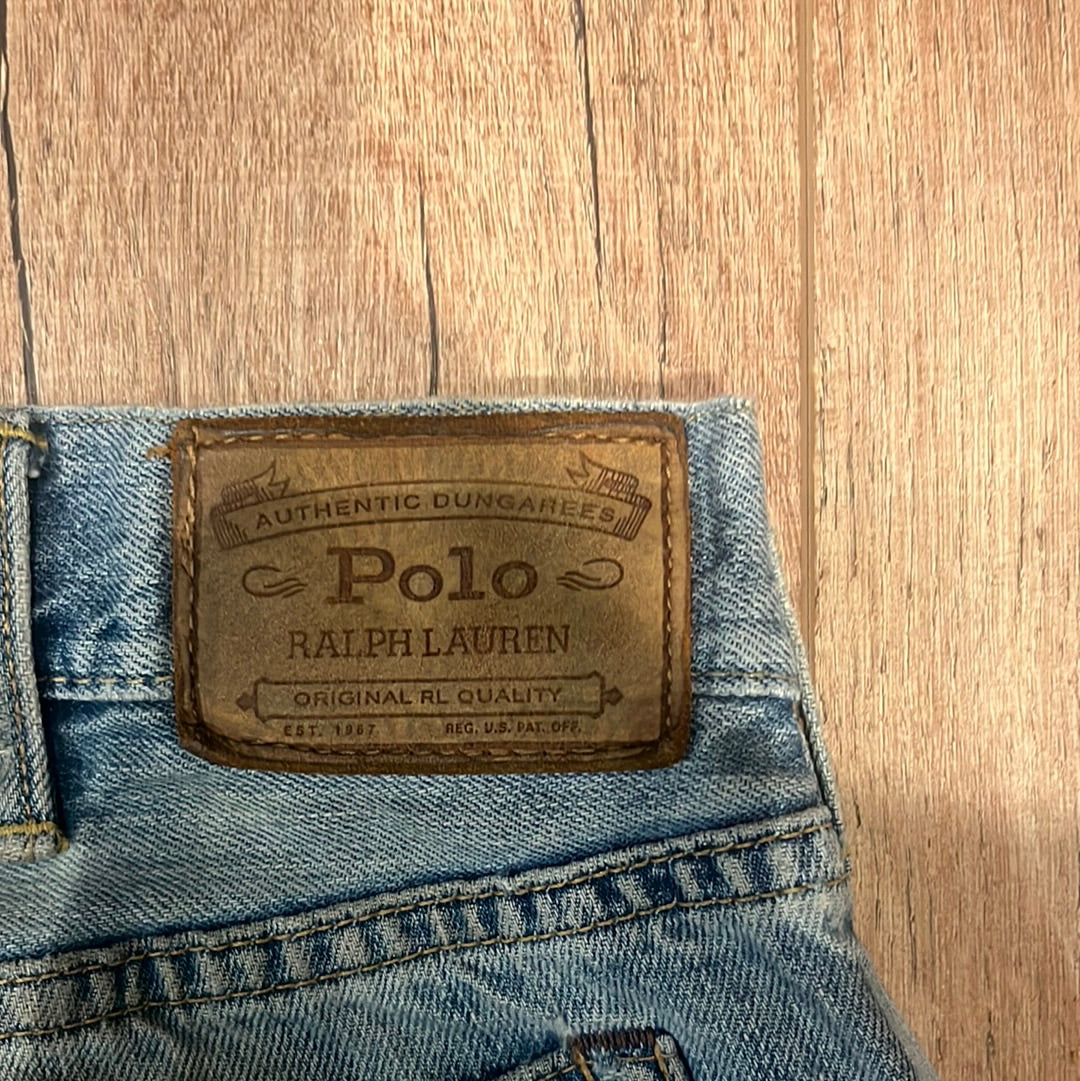 AUTHENTIC DUNGAREES
Polo
RALPH LAUREN
ORIGINAL RL QUALITY
EST. 1967 REG. U.S. PAT. OFF.